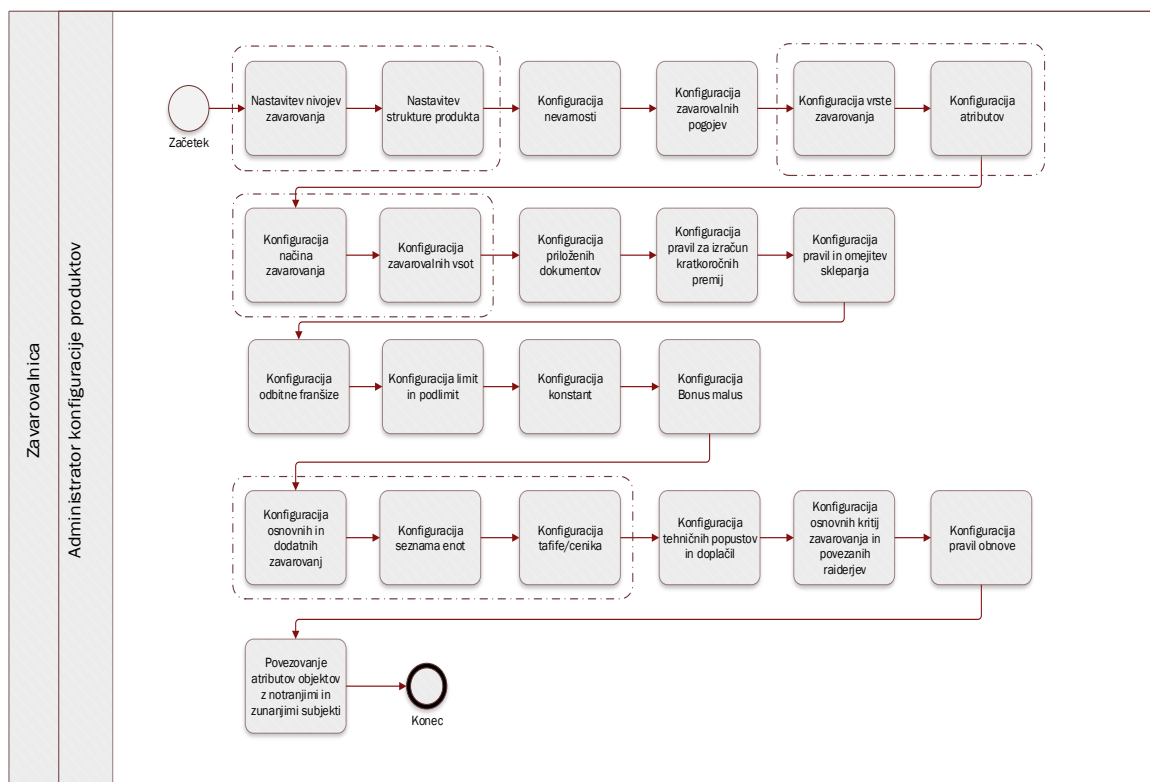 Zavarovalnica
Administrator konfiguracije produktov
Začetek
Nastavitev nivojev
zavarovanja
Nastavitev
strukture produkta
Konfiguracija
nevarnosti
Konfiguracija
zavarovalnih
pogojev
Konfiguracija vrste
zavarovanja
Konfiguracija
atributov
Konfiguracija
načina
zavarovanja
Konfiguracija
zavarovalnih vsot
Konfiguracija
priloženih
dokumentov
Konfiguracija
pravil za izračun
kratkoročnih
premij
Konfiguracija
pravil in omejitev
sklepanja
Konfiguracija
odbitne franšize
Konfiguracija limit
in podlimit
Konfiguracija
konstant
Konfiguracija
Bonus malus
Konfiguracija
osnovnih in
dodatnih
zavarovanj
Konfiguracija
seznama enot
Konfiguracija
tafife/cenika
Konfiguracija
tehničnih popustov
in doplačil
Konfiguracija
osnovnih kritij
zavarovanja in
povezanih
raiderjev
Konfiguracija
pravil obnove
Povezovanje
atributov objektov
z notranjimi in
zunanjimi subjekti
Konec